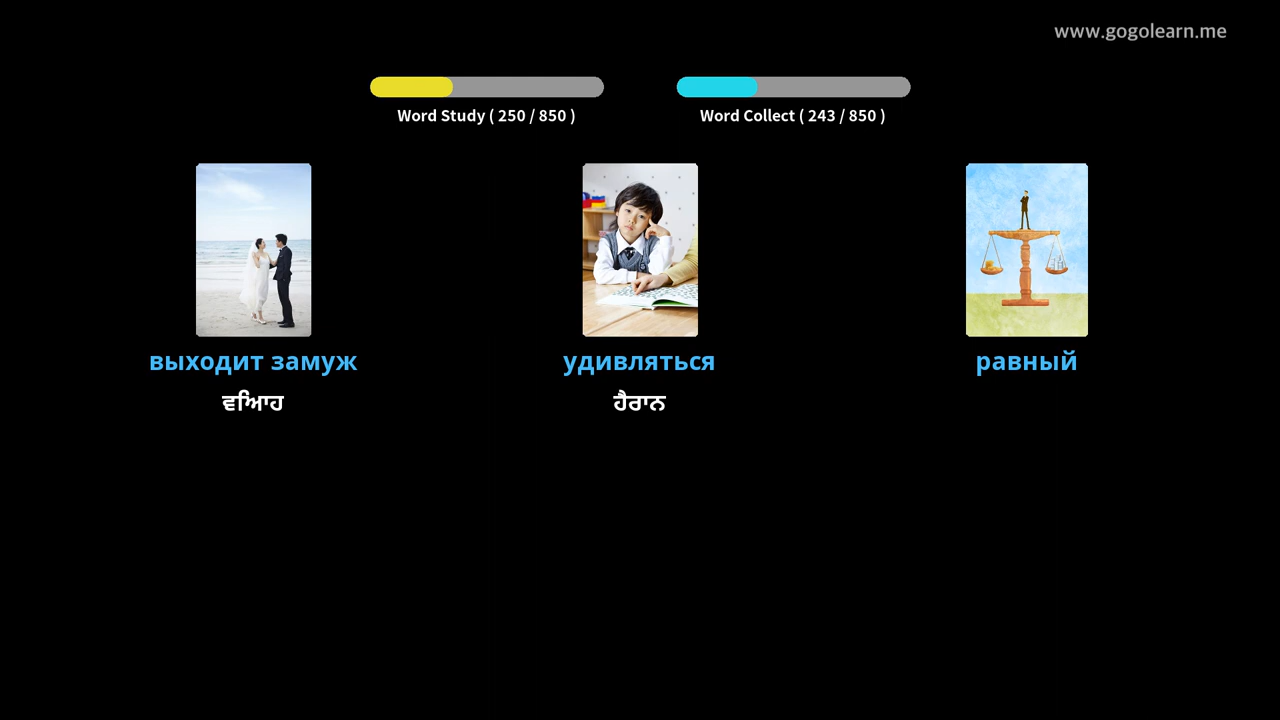 www.gogolearn.me
Word Study ( 250 / 850 )
Word Collect ( 243 / 850 )
выходит замуж
удивляться
равный
ਵਿਆਹ
ਹੈਰਾਨ